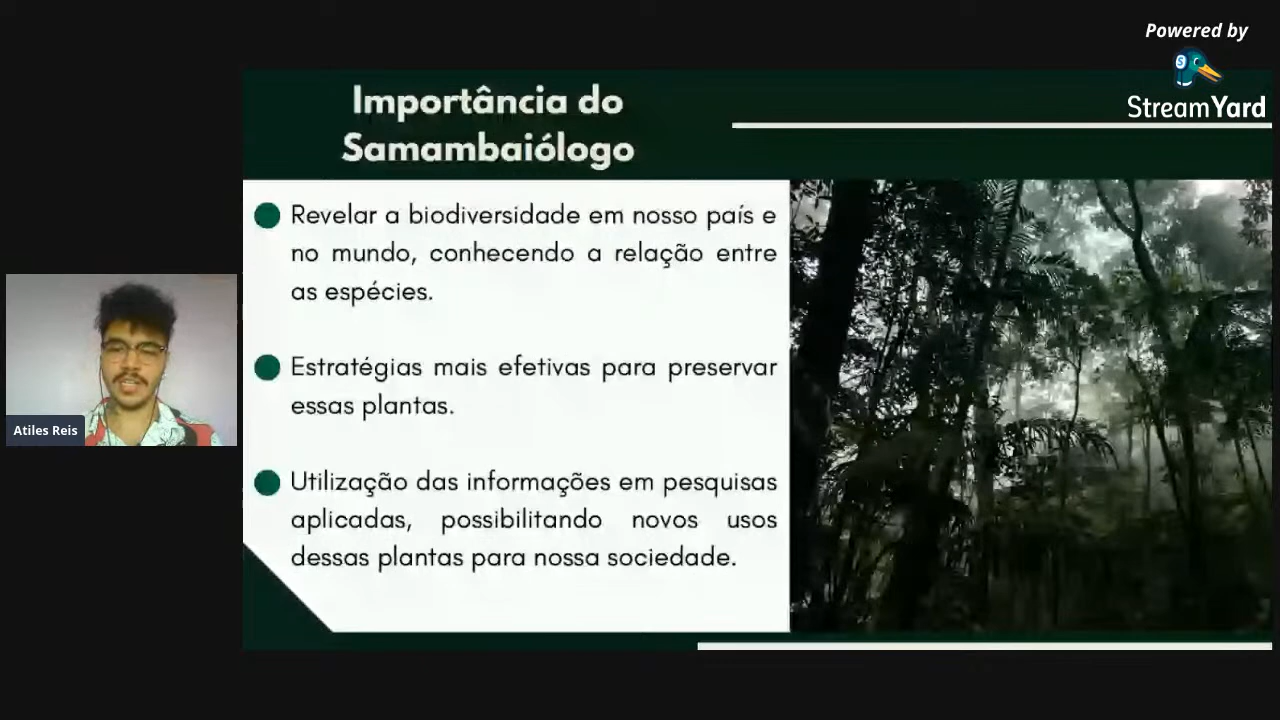 Powered by
StreamYard
Importância do
Samambaiólogo
Revelar a biodiversidade em nosso país e
no mundo, conhecendo a relação entre
as espécies.
Estratégias mais efetivas para preservar
essas plantas.
Utilização das informações em pesquisas
aplicadas, possibilitando novos usos
dessas plantas para nossa sociedade.
Atiles Reis